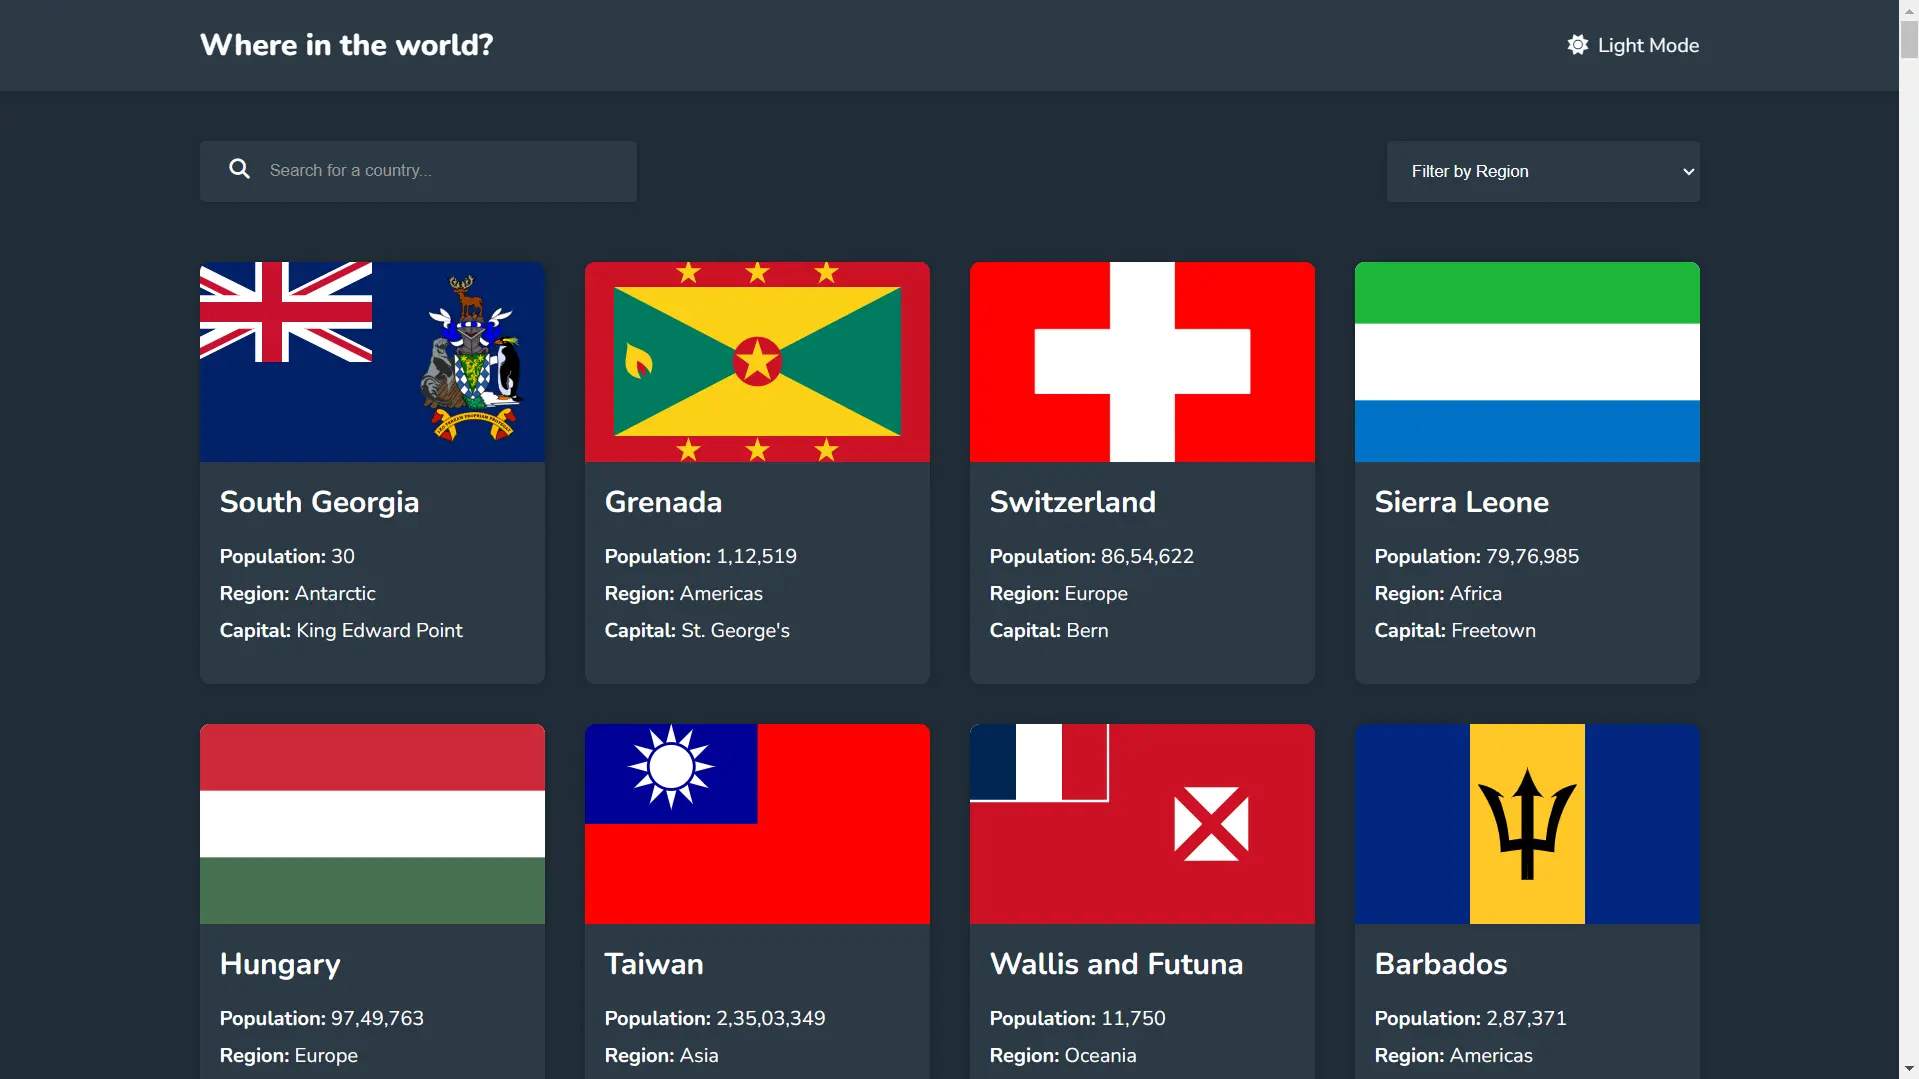 Where in the world?
Light Mode
Search for a country...
Filter by Region
South Georgia
Population: 30
Region: Antarctic
Capital: King Edward Point
Grenada
Population: 1,12,519
Region: Americas
Capital: St. George's
Switzerland
Population: 86,54,622
Region: Europe
Capital: Bern
Sierra Leone
Population: 79,76,985
Region: Africa
Capital: Freetown
Hungary
Population: 97,49,763
Region: Europe
Taiwan
Population: 2,35,03,349
Region: Asia
Wallis and Futuna
Population: 11,750
Region: Oceania
Barbados
Population: 2,87,371
Region: Americas